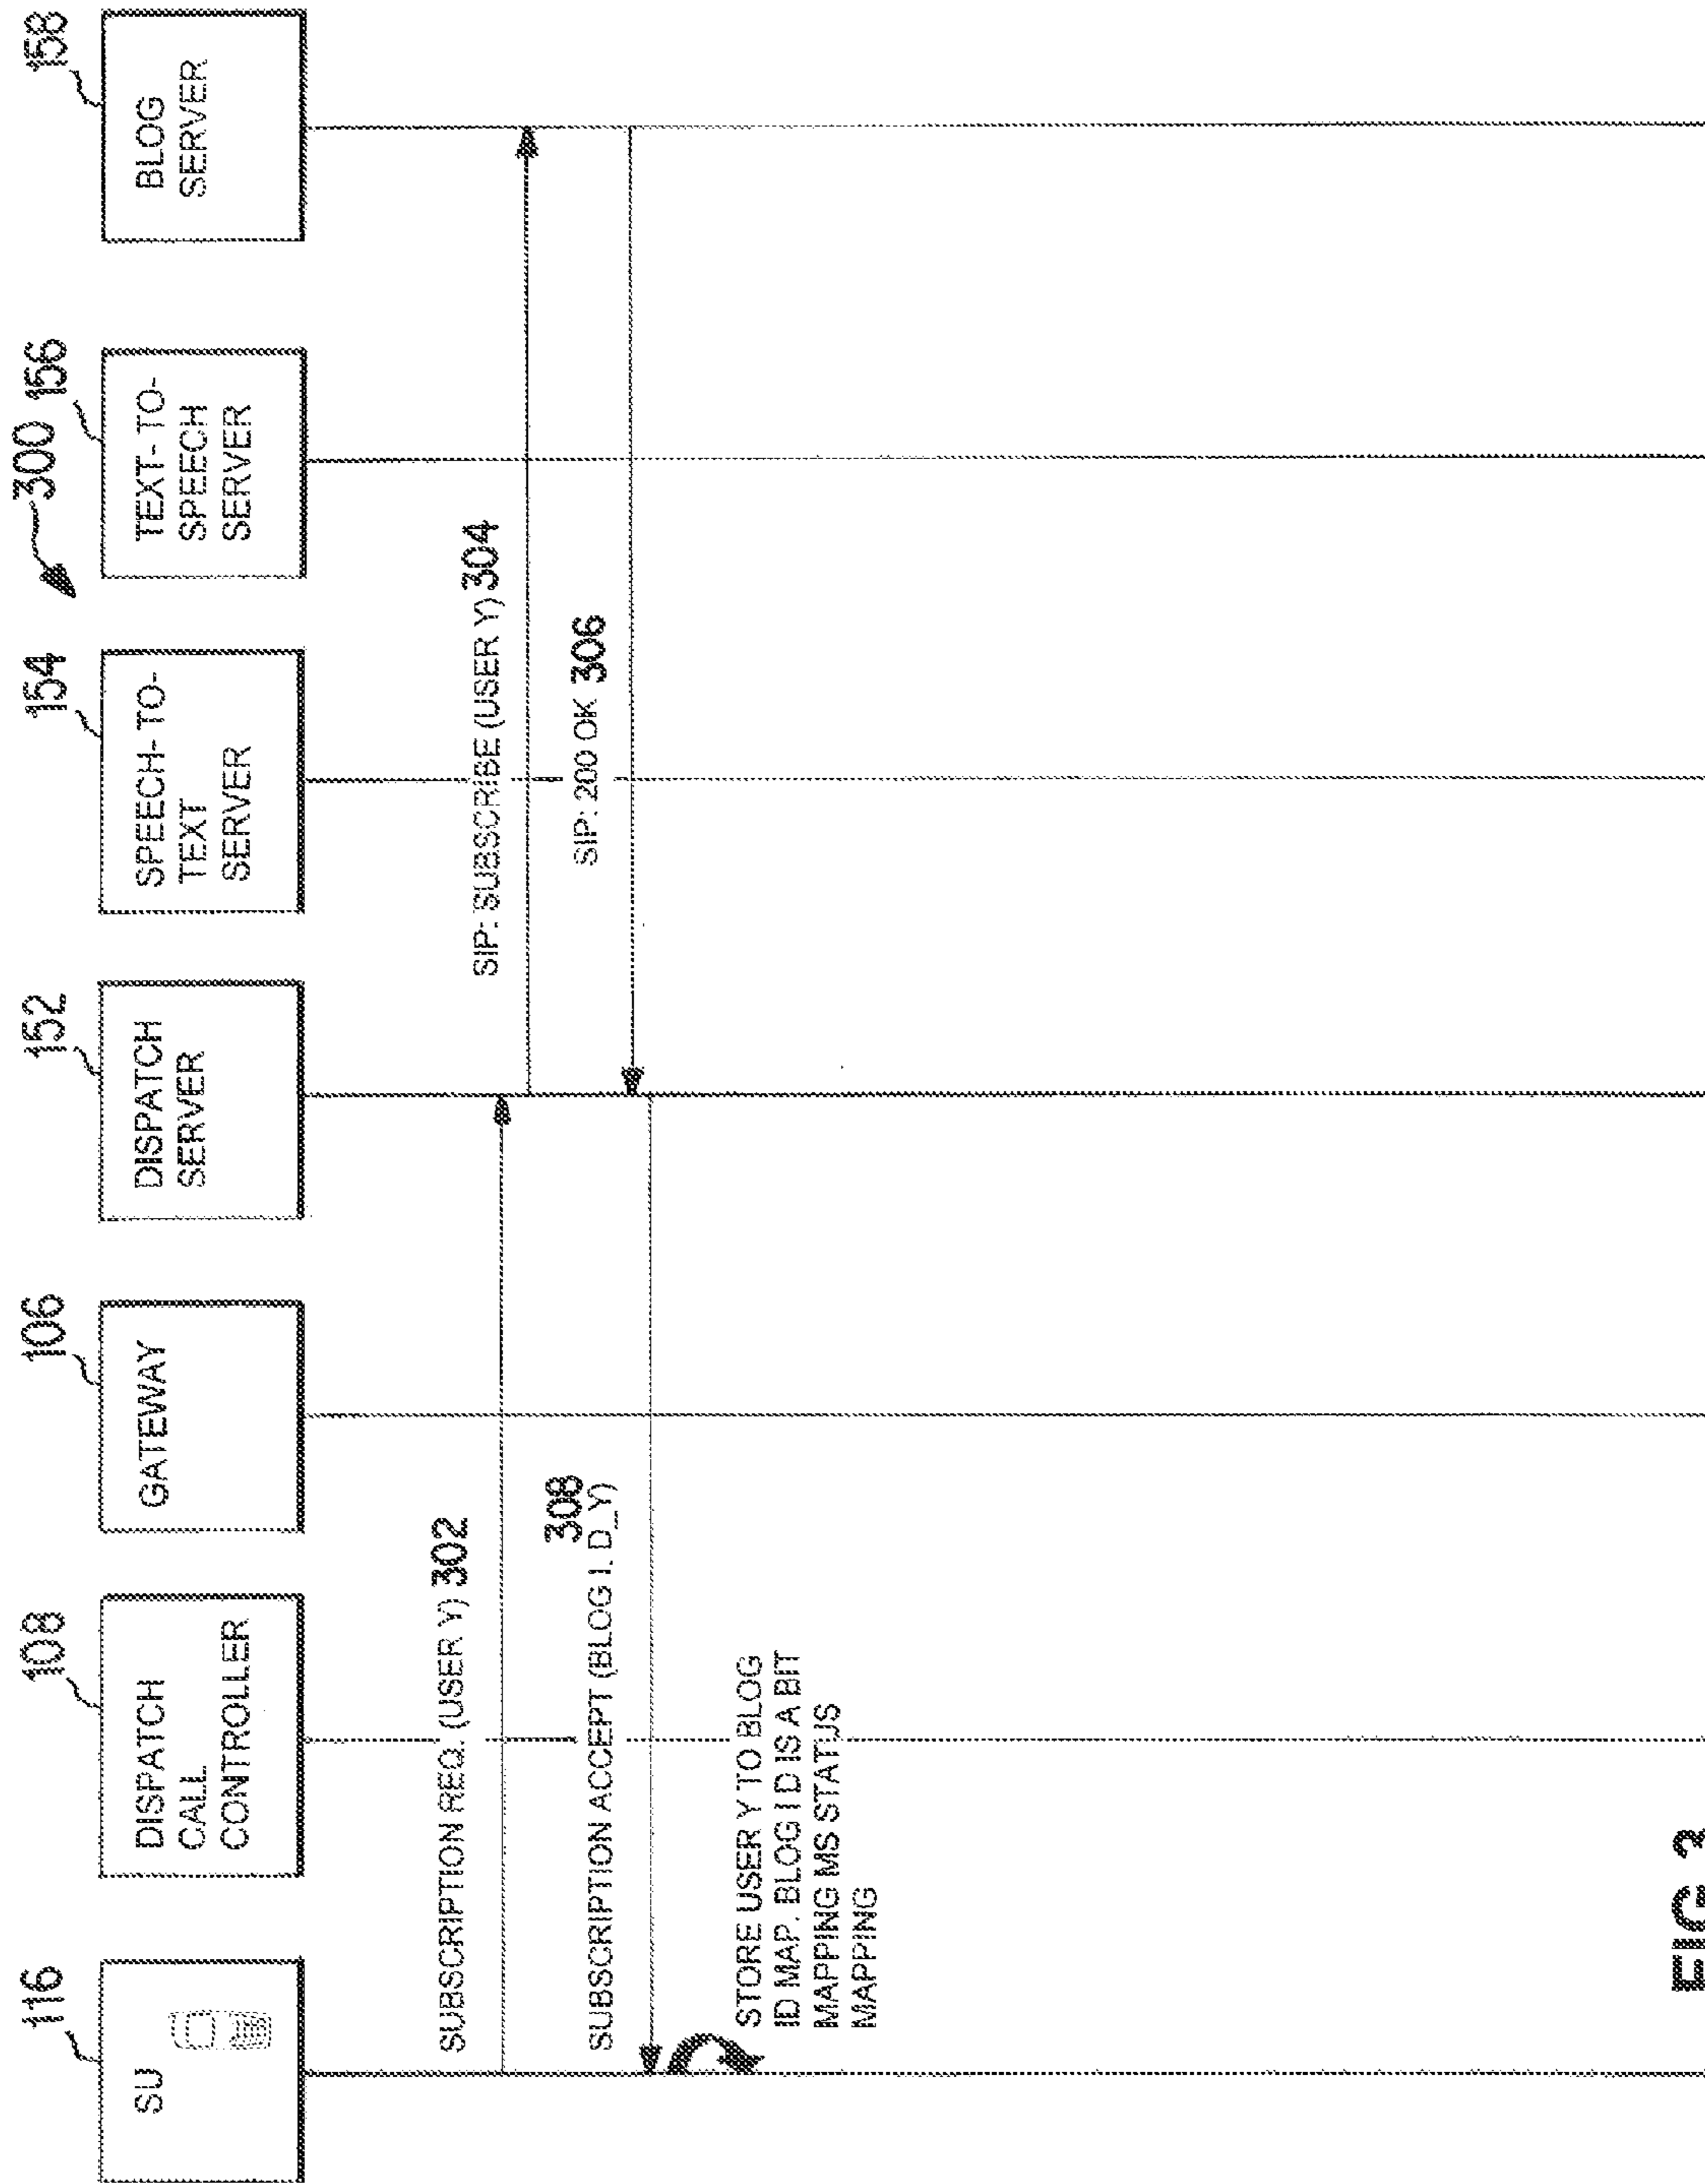 300
116
SU
108
DISPATCH
CALL
CONTROLLER
106
GATEWAY
152
DISPATCH
SERVER
154
SPEECH-TO-
TEXT
SERVER
156
TEXT-TO-
SPEECH
SERVER
158
BLOG
SERVER
SUBSCRIPTION REQ. (USER Y) 302
SIP: SUBSCRIBE (USER Y) 304
SIP: 200 OK 306
308
SUBSCRIPTION ACCEPT (BLOG I. D_Y)
STORE USER Y TO BLOG
ID MAP. BLOG I D IS A BIT
MAPPING MS STATUS
MAPPING
FIG 3